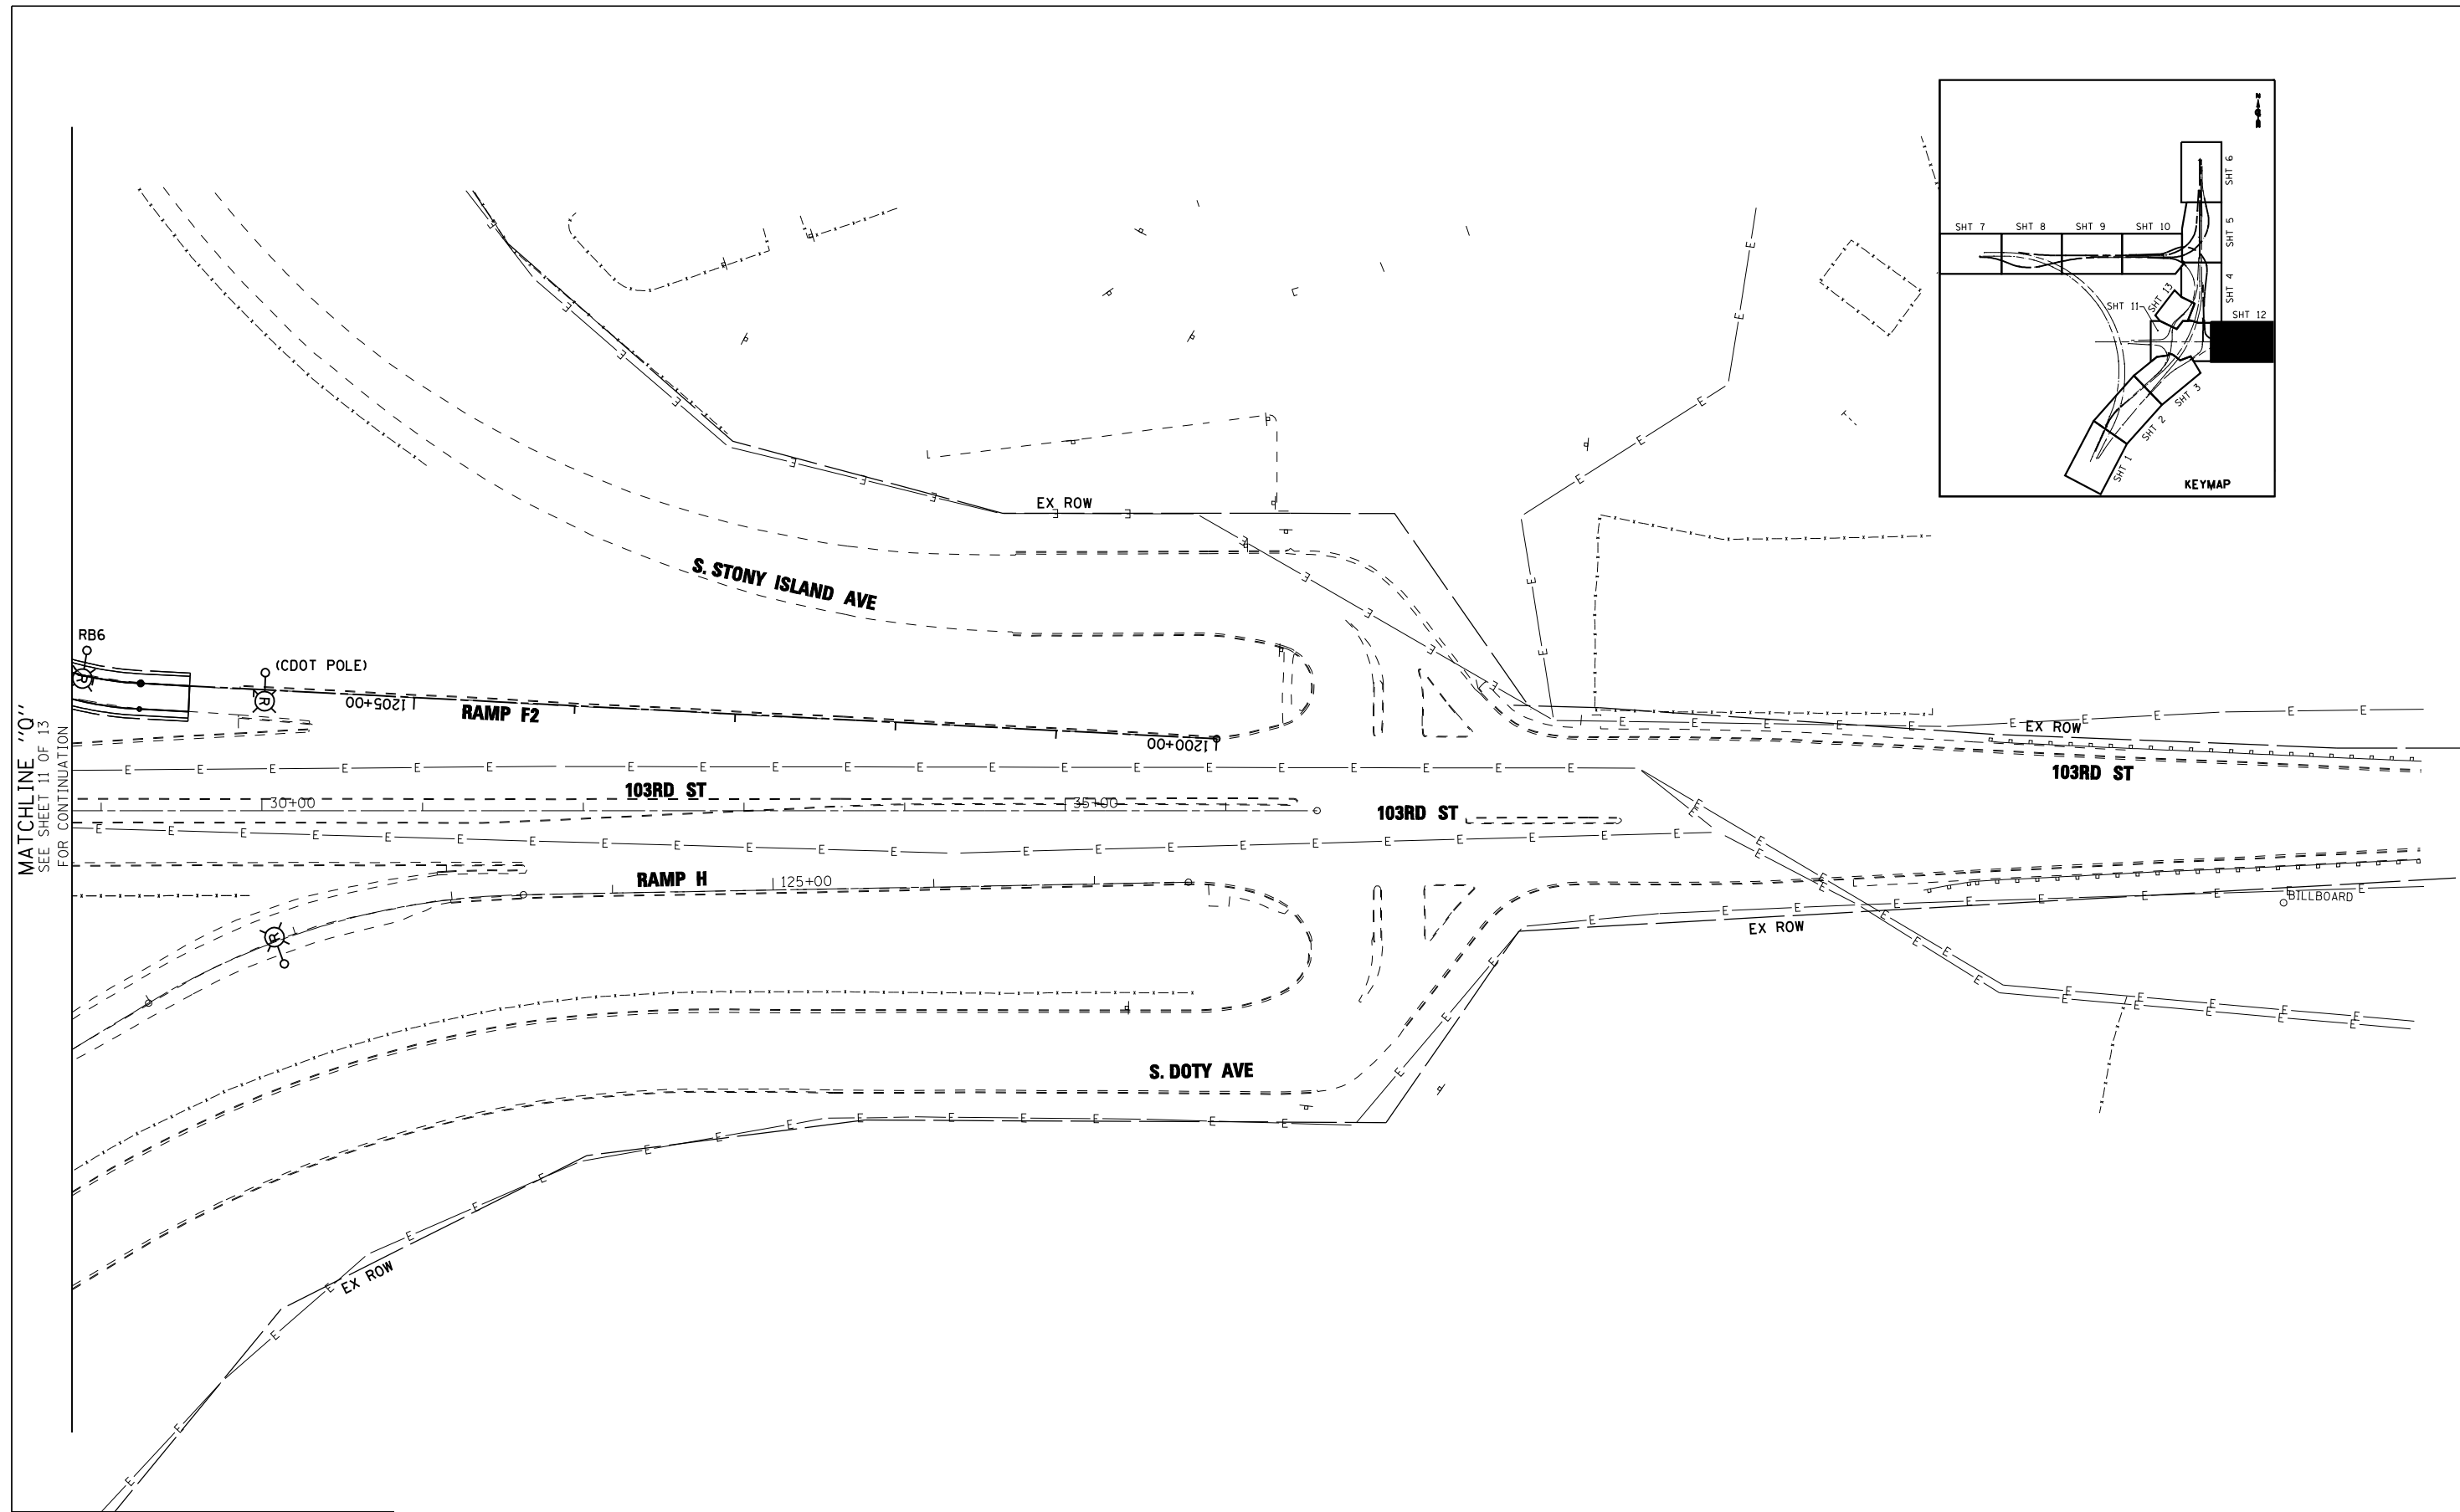 N
SHT 6
SHT 5
SHT 4
SHT 7
SHT 8
SHT 9
SHT 10
SHT 11
SHT 13
SHT 12
SHT 3
SHT 2
SHT 1
KEYMAP
EX ROW
S. STONY ISLAND AVE
RB6
(CDOT POLE)
R
R
1205+00
RAMP F2
1200+00
EX ROW
103RD ST
MATCHLINE "Q"
SEE SHEET 11 OF 13
FOR CONTINUATION
103RD ST
30+00
35+00
103RD ST
RAMP H
125+00
BILLBOARD
EX ROW
R
S. DOTY AVE
EX ROW